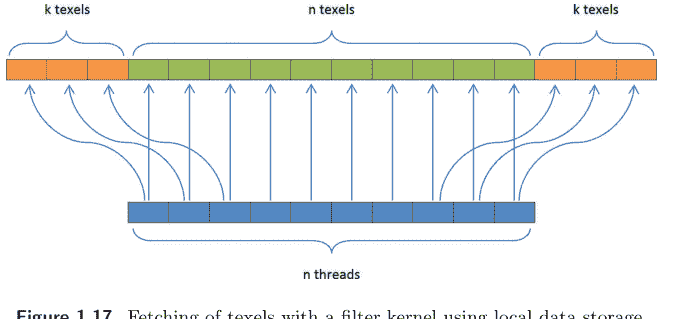 k texels n texels k texels
n threads
Figure 1.17. Fetching of texels with a filter kernel using local data storage.